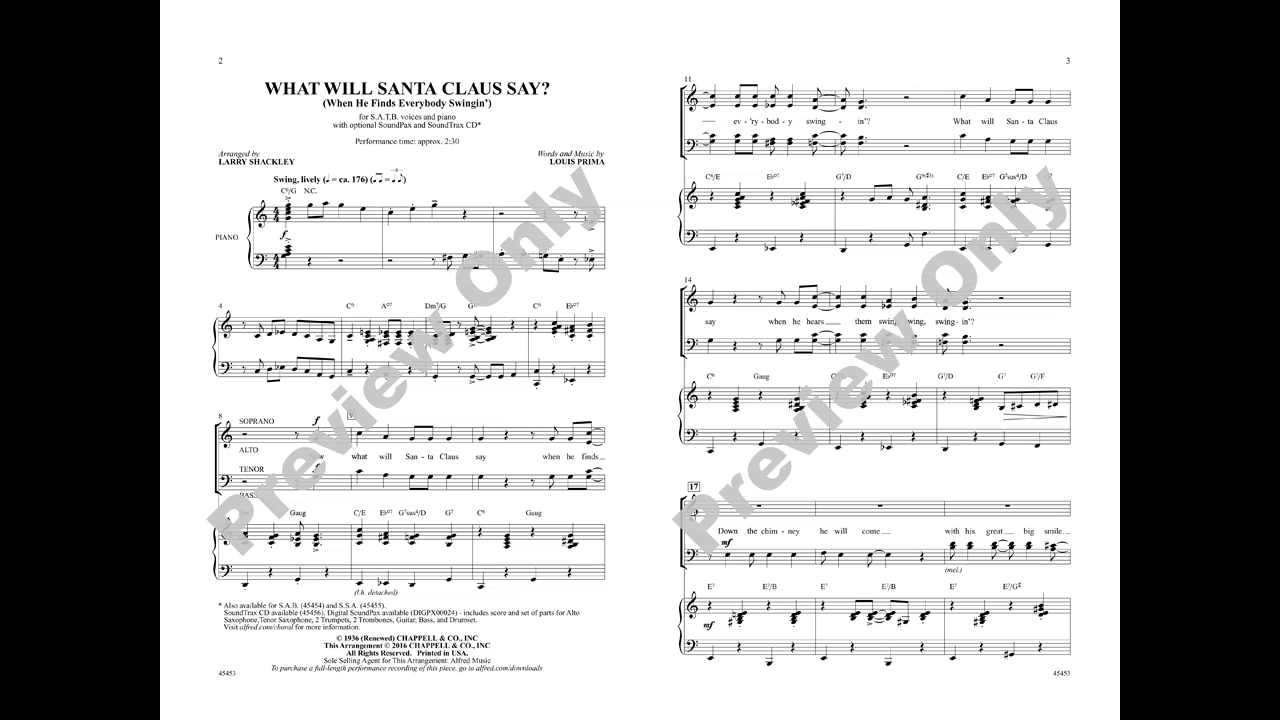 2
WHAT WILL SANTA CLAUS SAY?
(When He Finds Everybody Swingin')
for S.A.T.B. voices and piano
with optional SoundPax and SoundTrax CD*
Performance time: approx. 2:30
Arranged by
LARRY SHACKLEY
Words and Music by
LOUIS PRIMA
Swing, lively (♩ = ca. 176)
C⁶/G N.C.
PIANO
f
4
C⁶ A♭⁷ Dm⁷/G C⁶ E♭⁷
8
SOPRANO
f
9
ALTO
what will San - ta Claus say when he finds
TENOR
BASS
Gaug C/E E♭⁷ G⁷sus⁴/D G⁷ C⁶ Gaug
(l.h. detached)
* Also available for S.A.B. (45454) and S.S.A. (45455).
SoundTrax CD available (45456). Digital SoundPax available (DIGPX00024) - includes score and set of parts for Alto
Saxophone, Tenor Saxophone, 2 Trumpets, 2 Trombones, Guitar, Bass, and Drumset.
Visit alfred.com/choral for more information.
© 1936 (Renewed) CHAPPELL & CO., INC
This Arrangement © 2016 CHAPPELL & CO., INC
All Rights Reserved. Printed in USA.
Sole Selling Agent for This Arrangement: Alfred Music
To purchase a full-length performance recording of this piece, go to alfred.com/downloads
45453
Preview Only
3
11
ev - 'ry - bod - y swing - in'? What will San - ta Claus
C⁶/E E♭⁷ G⁷/D C/E E♭⁷ G⁷sus⁴/D G⁷
14
say when he hears them swin, wing, swing - in'?
C⁶ Gaug C⁶ E♭⁷ G⁷/D G⁷ G⁷/F
17
Down the chim - ney he will come with his great big smile.
mf
(mel.)
E⁷ E⁷/B E⁷ E⁷/B E⁷ E⁷/G♯
mf
45453
Preview Only